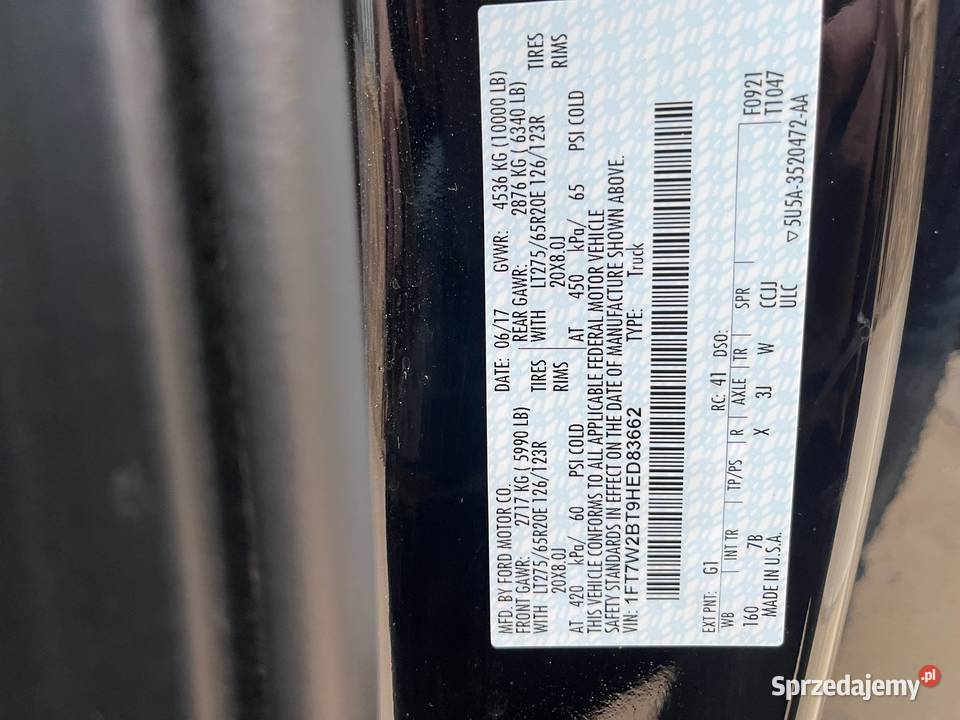 MFD. BY FORD MOTOR CO.
DATE: 06/17 GVWR: 4536 KG (10000 LB)
FRONT GAWR: 2717 KG ( 5990 LB)
REAR GAWR: 2876 KG ( 6340 LB)
WITH LT275/65R20E 126/123R TIRES
WITH LT275/65R20E 126/123R TIRES
20X8.0J RIMS
20X8.0J RIMS
AT 420 kPa/ 60 PSI COLD
AT 450 kPa/ 65 PSI COLD
THIS VEHICLE CONFORMS TO ALL APPLICABLE FEDERAL MOTOR VEHICLE
SAFETY STANDARDS IN EFFECT ON THE DATE OF MANUFACTURE SHOWN ABOVE.
VIN: 1FT7W2BT9HED83662 TYPE: Truck
EXT PNT: G1 RC: 41 DSO: F0921
WB INT TR TP/PS R AXLE TR SPR T1047
160 7B X 3J W CCJJ
MADE IN U.S.A. ULC
▽5U5A-3520472-AA
Sprzedajemy.pl